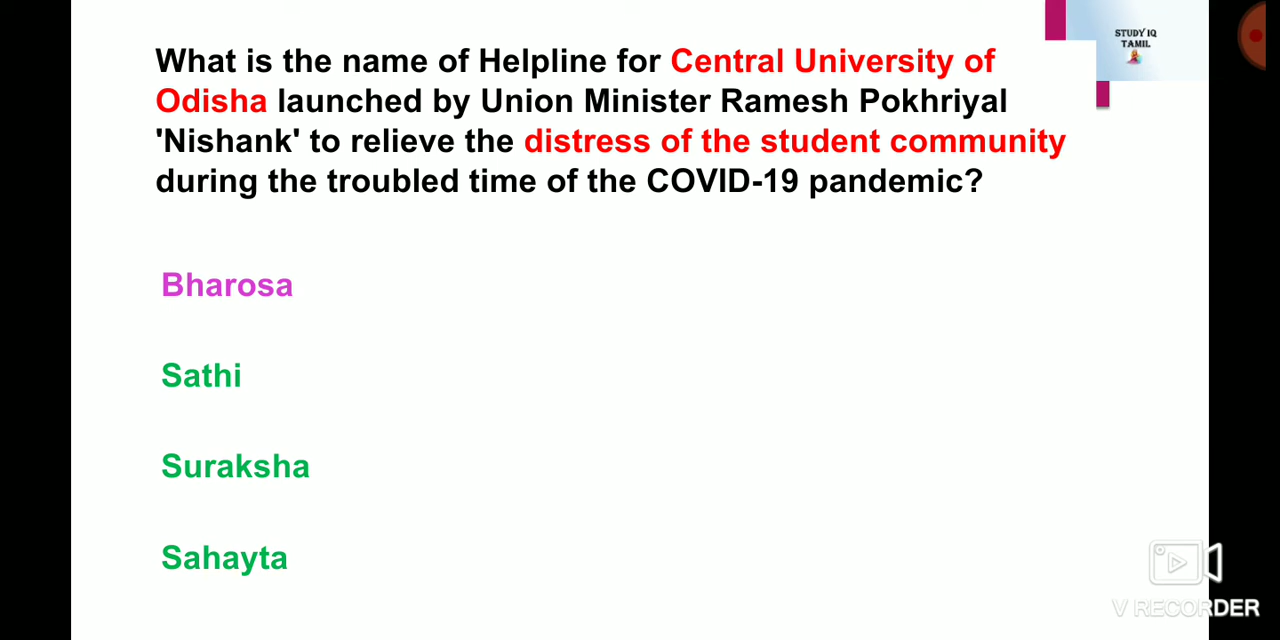 STUDY IQ
TAMIL
What is the name of Helpline for Central University of
Odisha launched by Union Minister Ramesh Pokhriyal
'Nishank' to relieve the distress of the student community
during the troubled time of the COVID-19 pandemic?
Bharosa
Sathi
Suraksha
Sahayta
V RECORDER